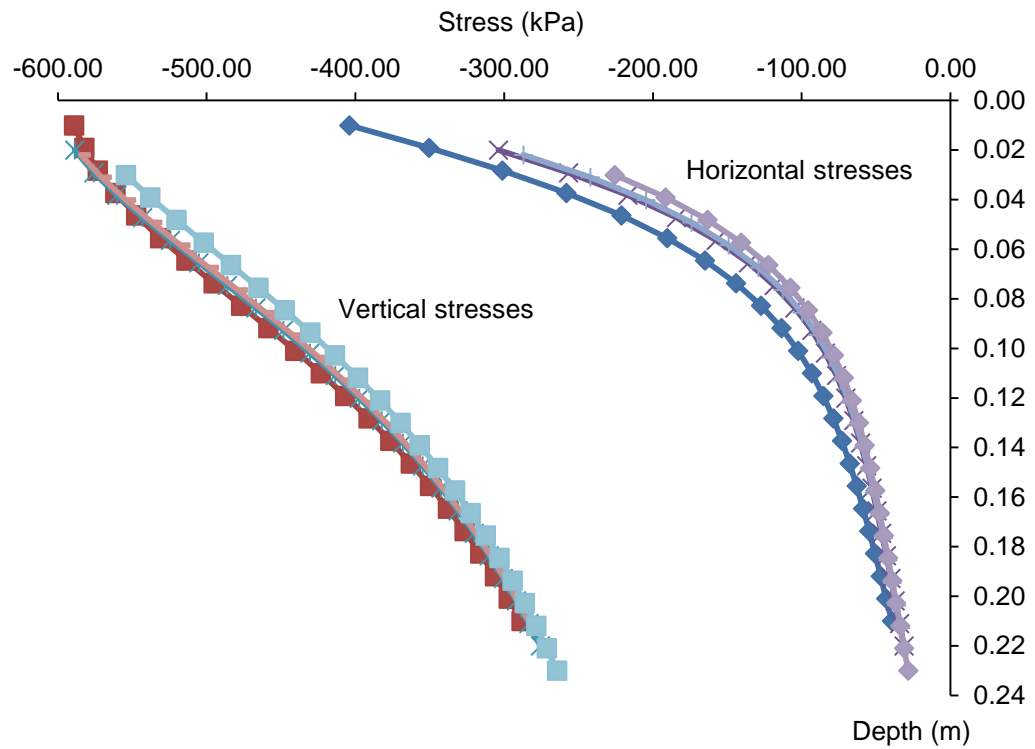 Stress (kPa)
-600.00 -500.00 -400.00 -300.00 -200.00 -100.00 0.00
0.00
0.02
0.04
0.06
0.08
0.10
0.12
0.14
0.16
0.18
0.20
0.22
0.24
Horizontal stresses
Vertical stresses
Depth (m)